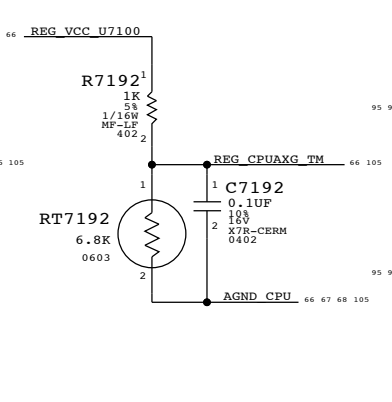 66 REG_VCC_U7100
R7192 1
1K
5%
1/16W
MF-LF
402
2
95 9
REG_CPUAXG_TM 66 105
105
1
1 C7192
0.1UF
10%
16V
X7R-CERM
0402
2
RT7192
6.8K
0603
2
95 9
AGND_CPU 66 67 68 105